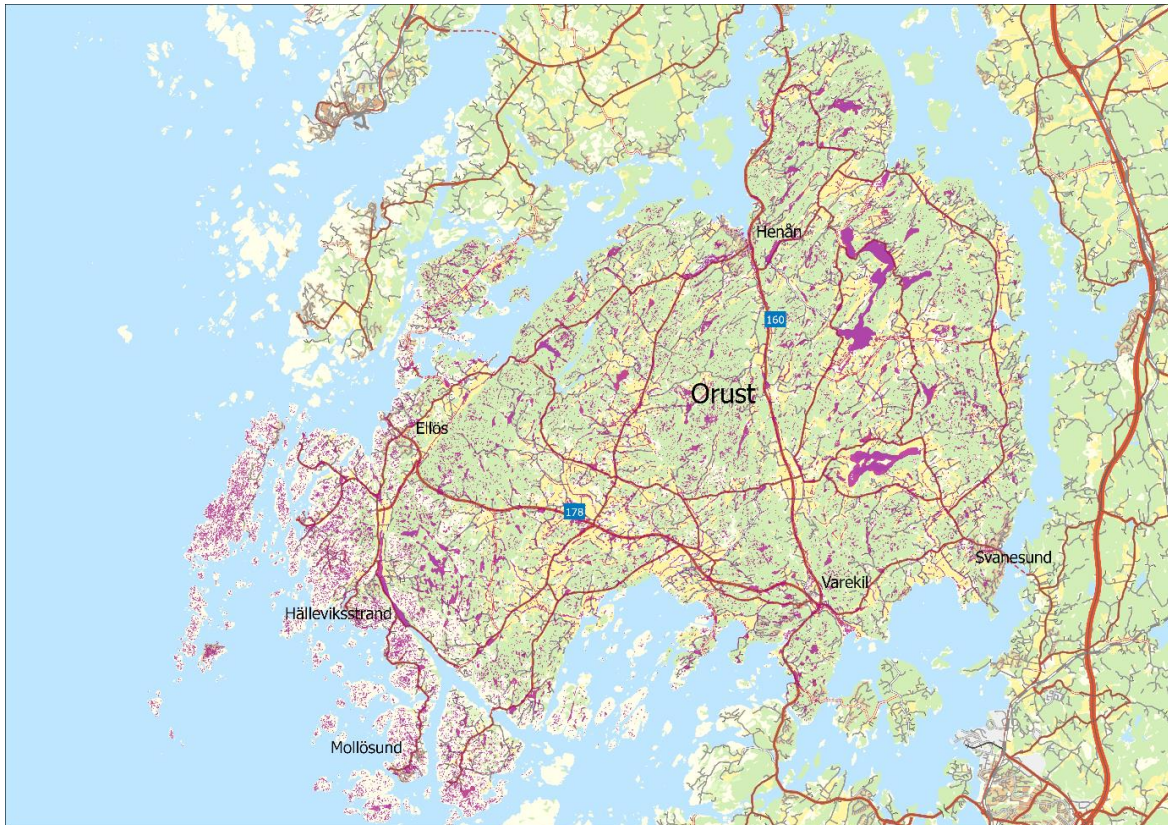 Henån
160
Orust
Ellös
178
Svanesund
Varekil
Hälleviksstrand
Mollösund